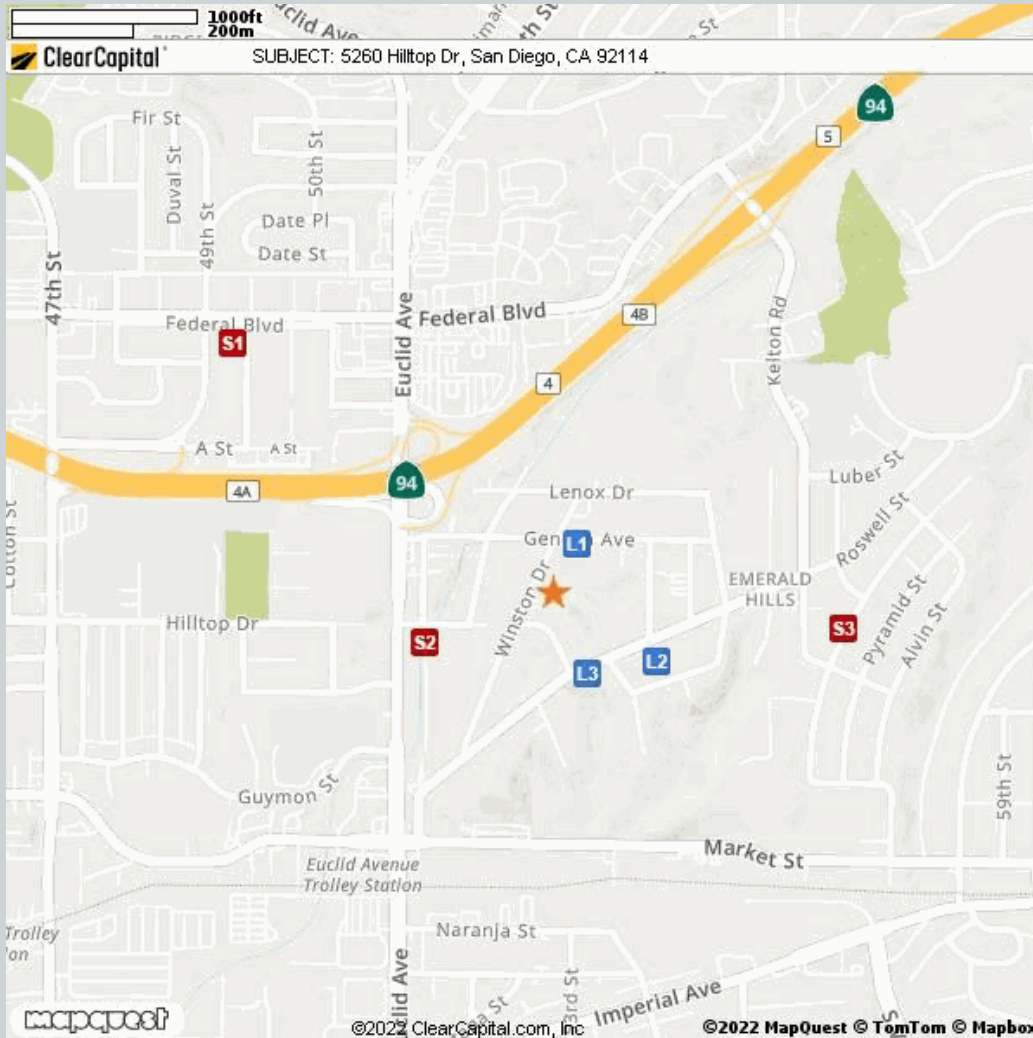 1000ft
200m
Euclid Ave
ClearCapital
SUBJECT: 5260 Hilltop Dr, San Diego, CA 92114
94
5
Fir St
Duval St
50th St
49th St
Date Pl
Date St
47th St
Federal Blvd
Federal Blvd
Euclid Ave
4B
Kelton Rd
S1
4
A St
A St
94
4A
Luber St
Lenox Dr
Roswell St
L1
Ave
Winston Dr
EMERALD
HILLS
Pyramid St
Alvin St
Hilltop Dr
S2
S3
L2
L3
59th St
Guymon St
Market St
Euclid Avenue
Trolley Station
Trolley
Naranja St
Imperial Ave
mapquest
©2022 ClearCapital.com, Inc
©2022 MapQuest © TomTom © Mapbox